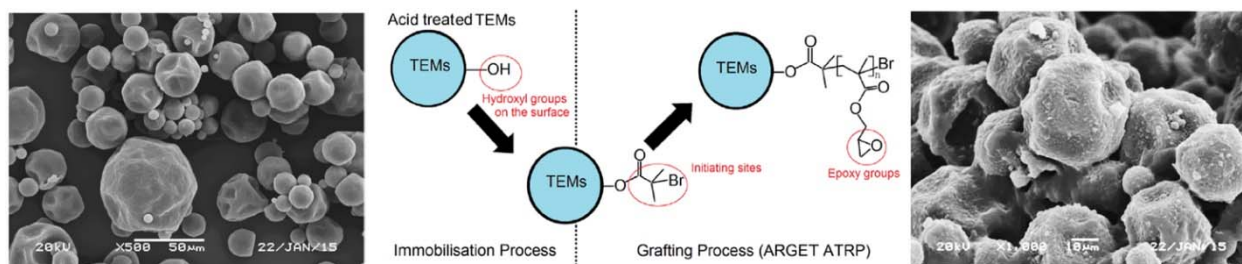 20kV X500 50μm 22/JAN/15
Acid treated TEMs
TEMs
OH
Hydroxyl groups
on the surface
TEMs
O
O
Br
Initiating sites
Immobilisation Process
TEMs
O
O
n
Br
O
O
O
Epoxy groups
Grafting Process (ARGET ATRP)
20kV X1,000 10μm 22/JAN/15